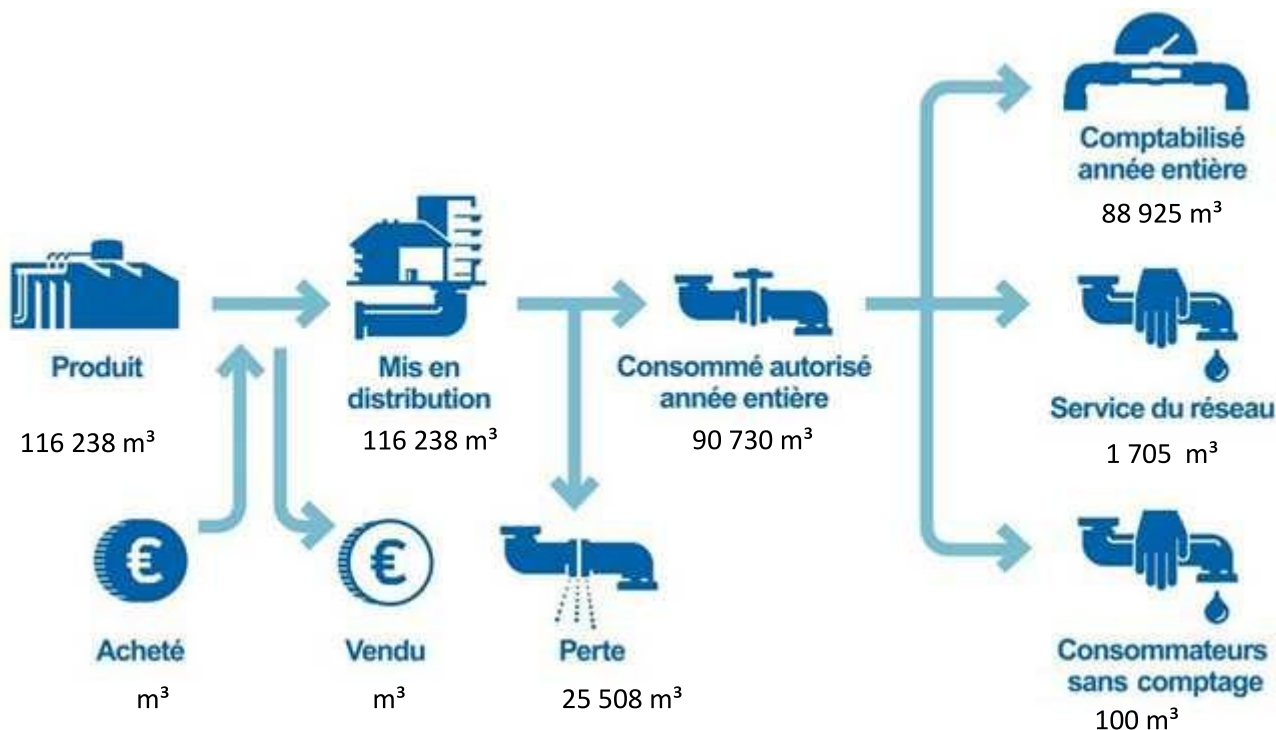 Comptabilisé
année entière
88 925 m³
Produit
116 238 m³
Mis en
distribution
116 238 m³
Consommé autorisé
année entière
90 730 m³
Service du réseau
1 705 m³
€
Acheté
m³
€
Vendu
m³
Perte
25 508 m³
Consommateurs
sans comptage
100 m³